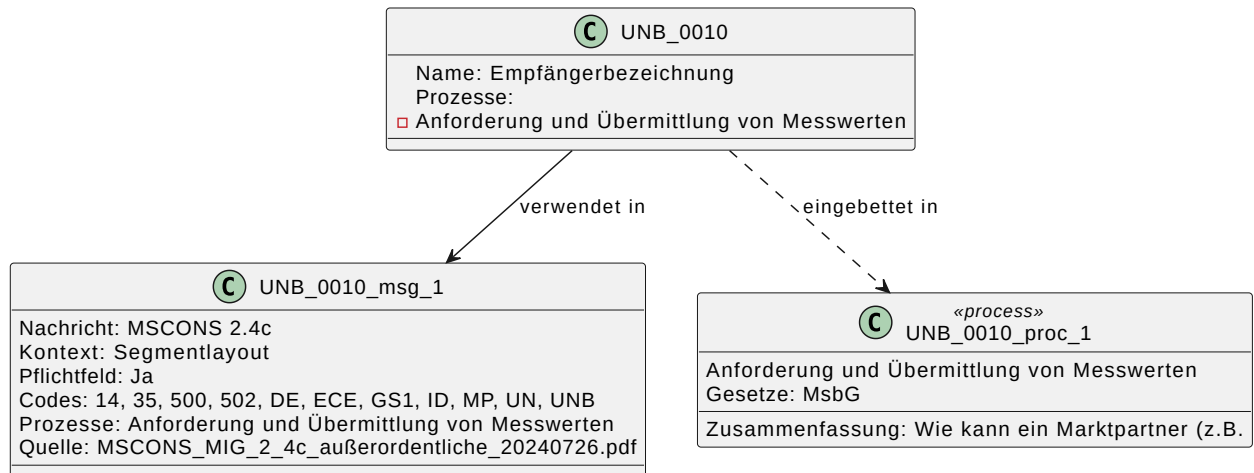 C UNB_0010
Name: Empfängerbezeichnung
Prozesse:
Anforderung und Übermittlung von Messwerten
verwendet in
eingebettet in
C UNB_0010_msg_1
Nachricht: MSCONS 2.4c
Kontext: Segmentlayout
Pflichtfeld: Ja
Codes: 14, 35, 500, 502, DE, ECE, GS1, ID, MP, UN, UNB
Prozesse: Anforderung und Übermittlung von Messwerten
Quelle: MSCONS_MIG_2_4c_außerordentliche_20240726.pdf
C «process»
UNB_0010_proc_1
Anforderung und Übermittlung von Messwerten
Gesetze: MsbG
Zusammenfassung: Wie kann ein Marktpartner (z.B.